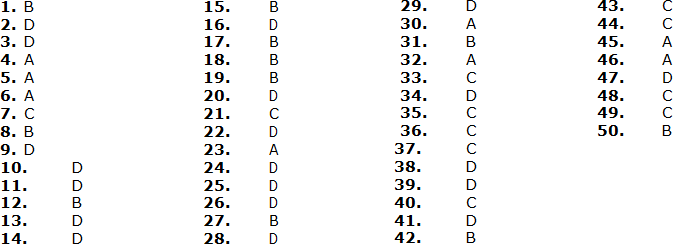 1. B
2. D
3. D
4. A
5. A
6. A
7. C
8. B
9. D
10. D
11. D
12. B
13. D
14. D
15. B
16. D
17. B
18. B
19. B
20. D
21. C
22. D
23. A
24. D
25. D
26. D
27. B
28. D
29. D
30. A
31. B
32. A
33. C
34. D
35. C
36. C
37. C
38. D
39. D
40. C
41. D
42. B
43. C
44. C
45. A
46. A
47. D
48. C
49. C
50. B